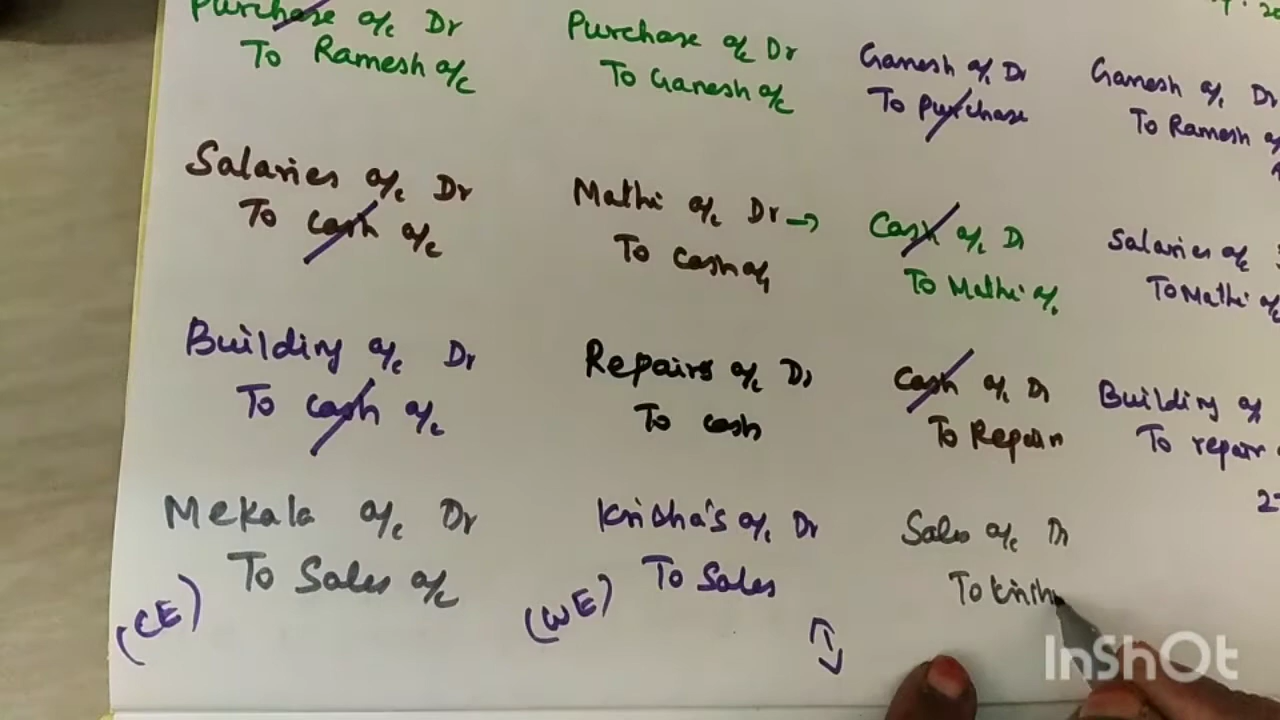 Purchase a/c Dr
To Ramesh a/c
Purchase a/c Dr
To Ganesh a/c
Ganesh a/c Dr
To Purchase
Ganesh a/c Dr
To Ramesh a/
Salaries a/c Dr
To cash a/c
Mathi a/c Dr →
To cash a/c
Cash a/c Dr
To Mathi a/c
Salaries a/c
To Mathi a/c
Building a/c Dr
To cash a/c
Repairs a/c Dr
To cash
Cash a/c Dr
To Repair
Building a/
To repair
Mekala a/c Dr
To Sales a/c
(CE)
Krisha's a/c Dr
To Sales
(WE)
Sales a/c Dr
To Krish
InShOt